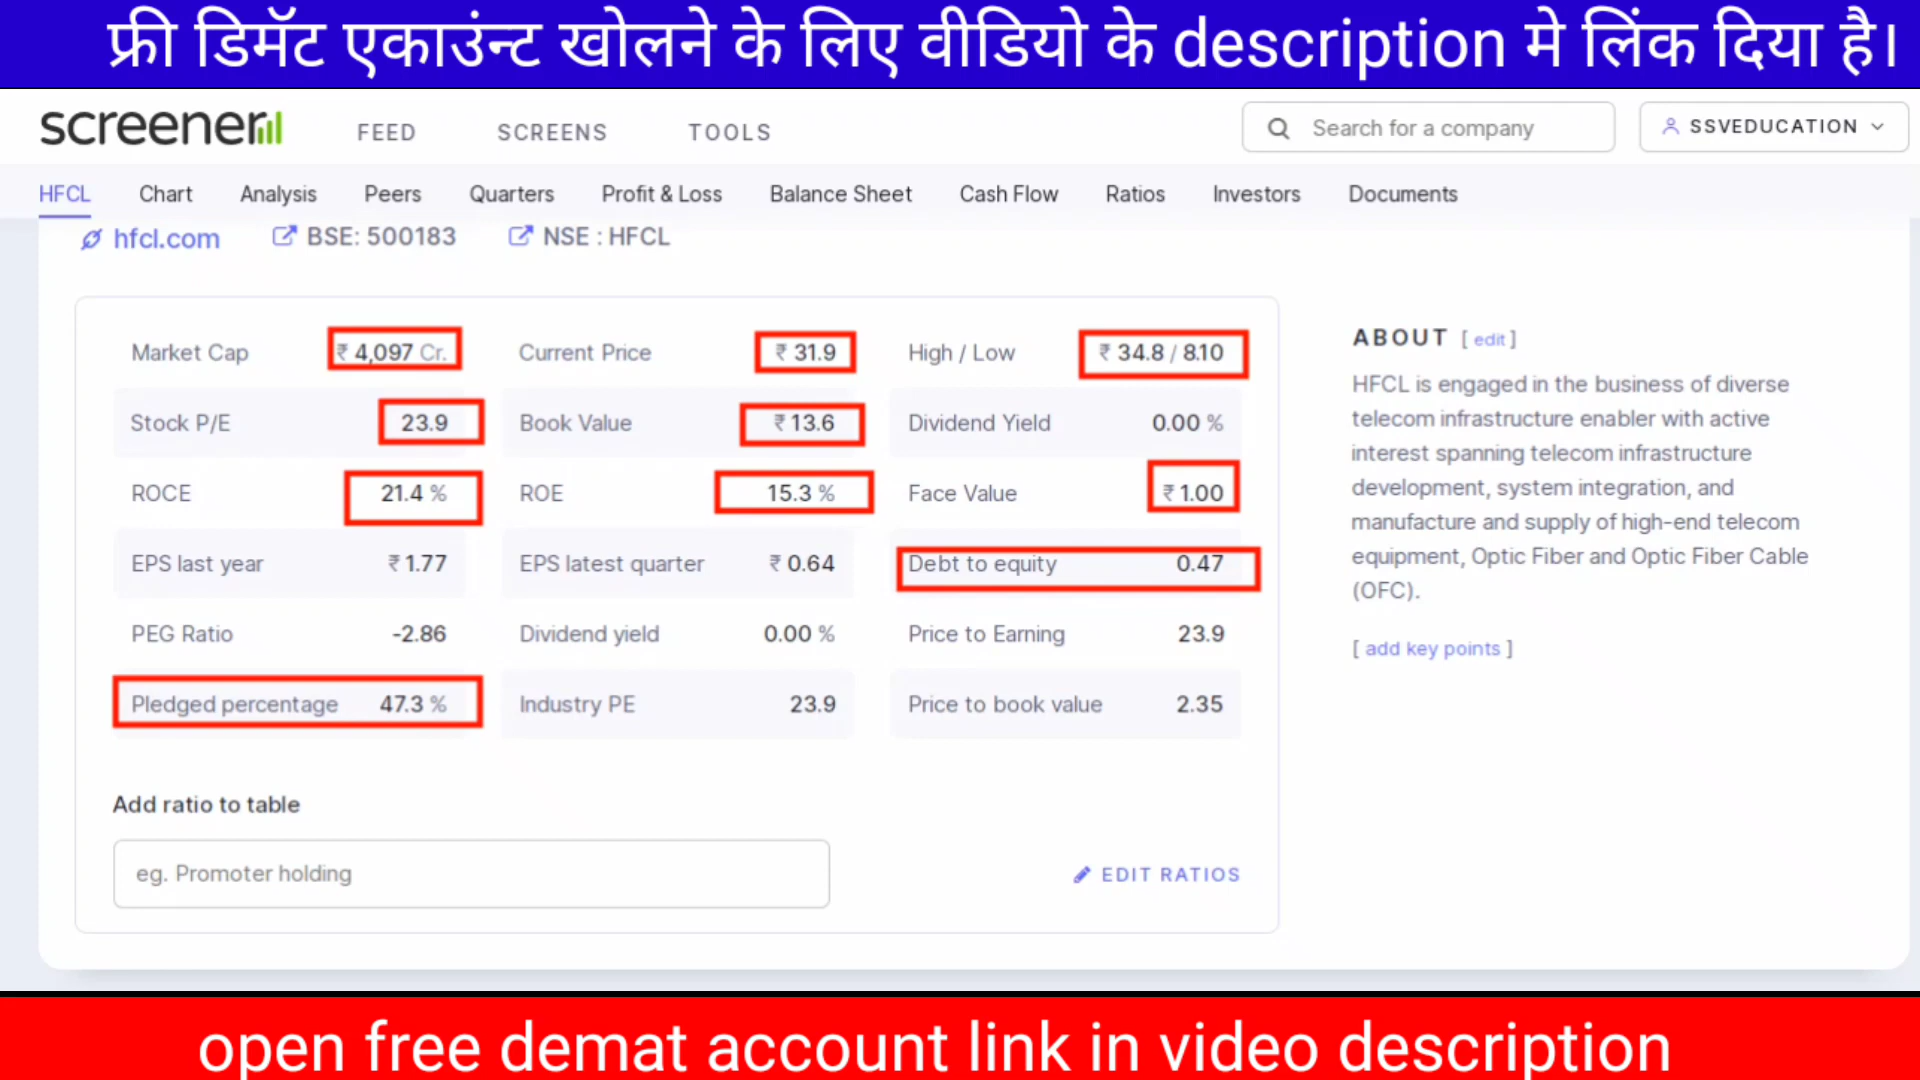 फ्री डिमॅट एकाउंन्ट खोलने के लिए वीडियो के description मे लिंक दिया है।
screener
FEED SCREENS TOOLS
Search for a company
SSVEDUCATION
HFCL Chart Analysis Peers Quarters Profit & Loss Balance Sheet Cash Flow Ratios Investors Documents
hfcl.com BSE: 500183 NSE : HFCL
Market Cap ₹ 4,097 Cr. Current Price ₹ 31.9 High / Low ₹ 34.8 / 8.10
Stock P/E 23.9 Book Value ₹ 13.6 Dividend Yield 0.00 %
ROCE 21.4 % ROE 15.3 % Face Value ₹ 1.00
EPS last year ₹ 1.77 EPS latest quarter ₹ 0.64 Debt to equity 0.47
PEG Ratio -2.86 Dividend yield 0.00 % Price to Earning 23.9
Pledged percentage 47.3 % Industry PE 23.9 Price to book value 2.35
Add ratio to table
eg. Promoter holding
EDIT RATIOS
ABOUT [ edit ]
HFCL is engaged in the business of diverse
telecom infrastructure enabler with active
interest spanning telecom infrastructure
development, system integration, and
manufacture and supply of high-end telecom
equipment, Optic Fiber and Optic Fiber Cable
(OFC).
[ add key points ]
open free demat account link in video description